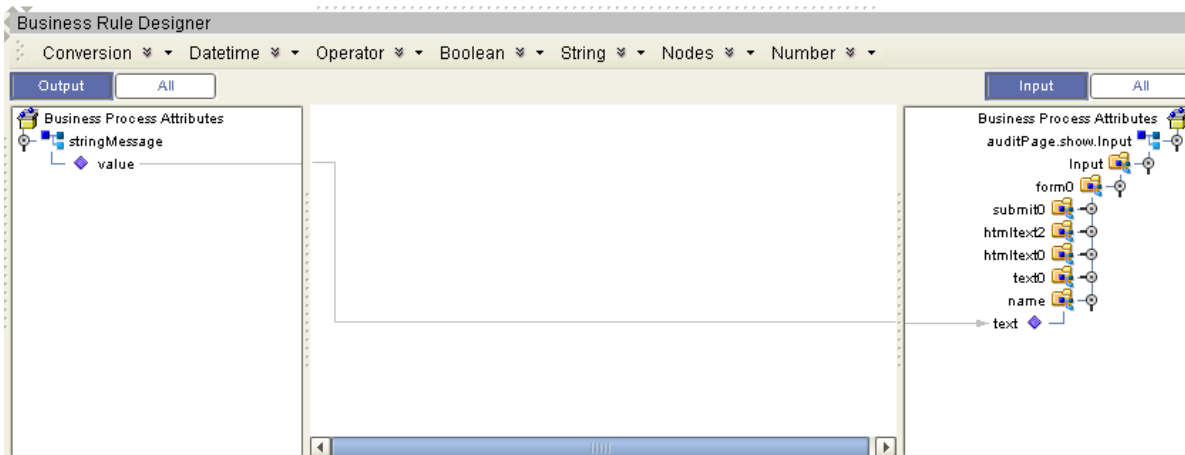 Business Rule Designer
Conversion Datetime Operator Boolean String Nodes Number
Output All
Input All
Business Process Attributes
stringMessage
value
Business Process Attributes
auditPage.show.Input
Input
form0
submit0
htmltext2
htmltext0
text0
name
text